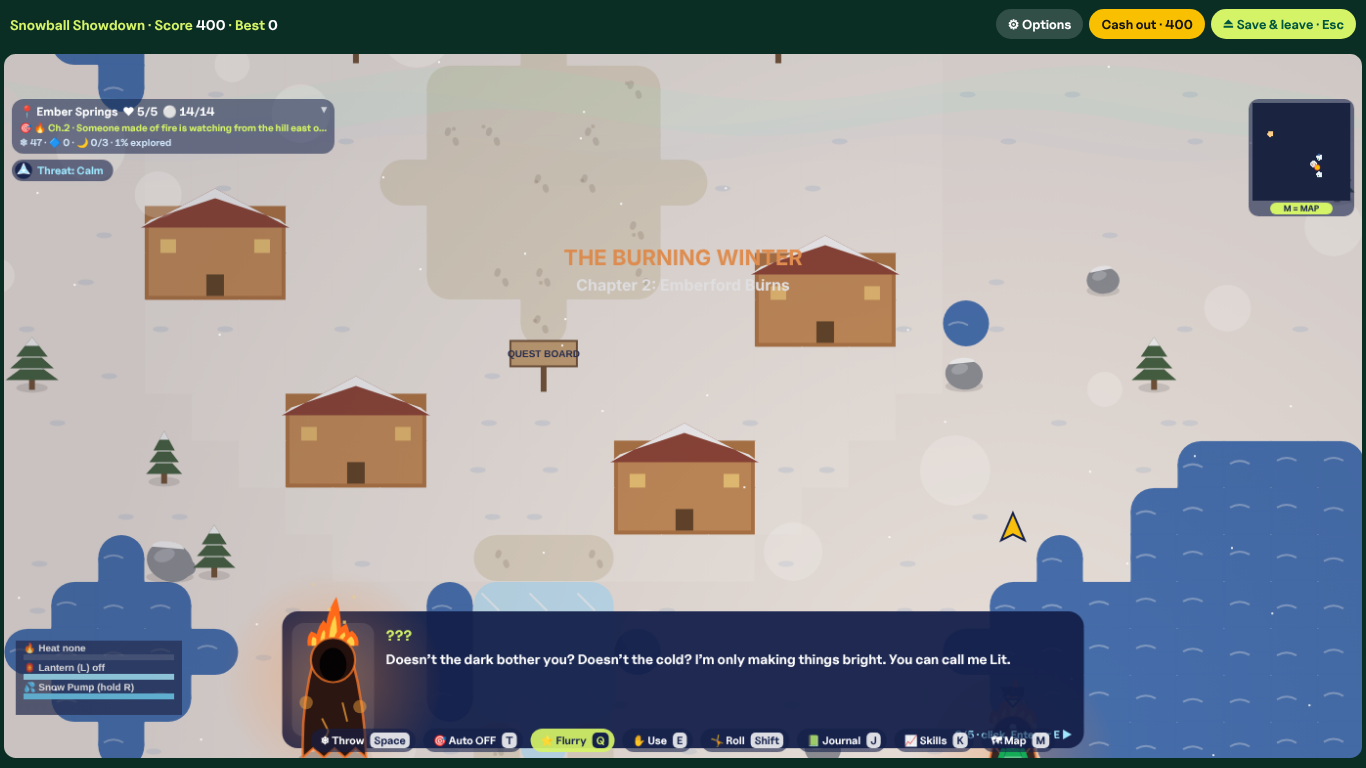 Snowball Showdown · Score 400 · Best 0
Options
Cash out · 400
Save & leave · Esc
Ember Springs 5/5 14/14
Ch.2 · Someone made of fire is watching from the hill east o...
47 · 0 · 0/3 · 1% explored
Threat: Calm
M = MAP
THE BURNING WINTER
Chapter 2: Emberford Burns
QUEST BOARD
Heat none
Lantern (L) off
Snow Pump (hold R)
???
Doesn't the dark bother you? Doesn't the cold? I'm only making things bright. You can call me Lit.
Throw Space
Auto OFF T
Flurry Q
Use E
Roll Shift
Journal J
Skills K
Map M